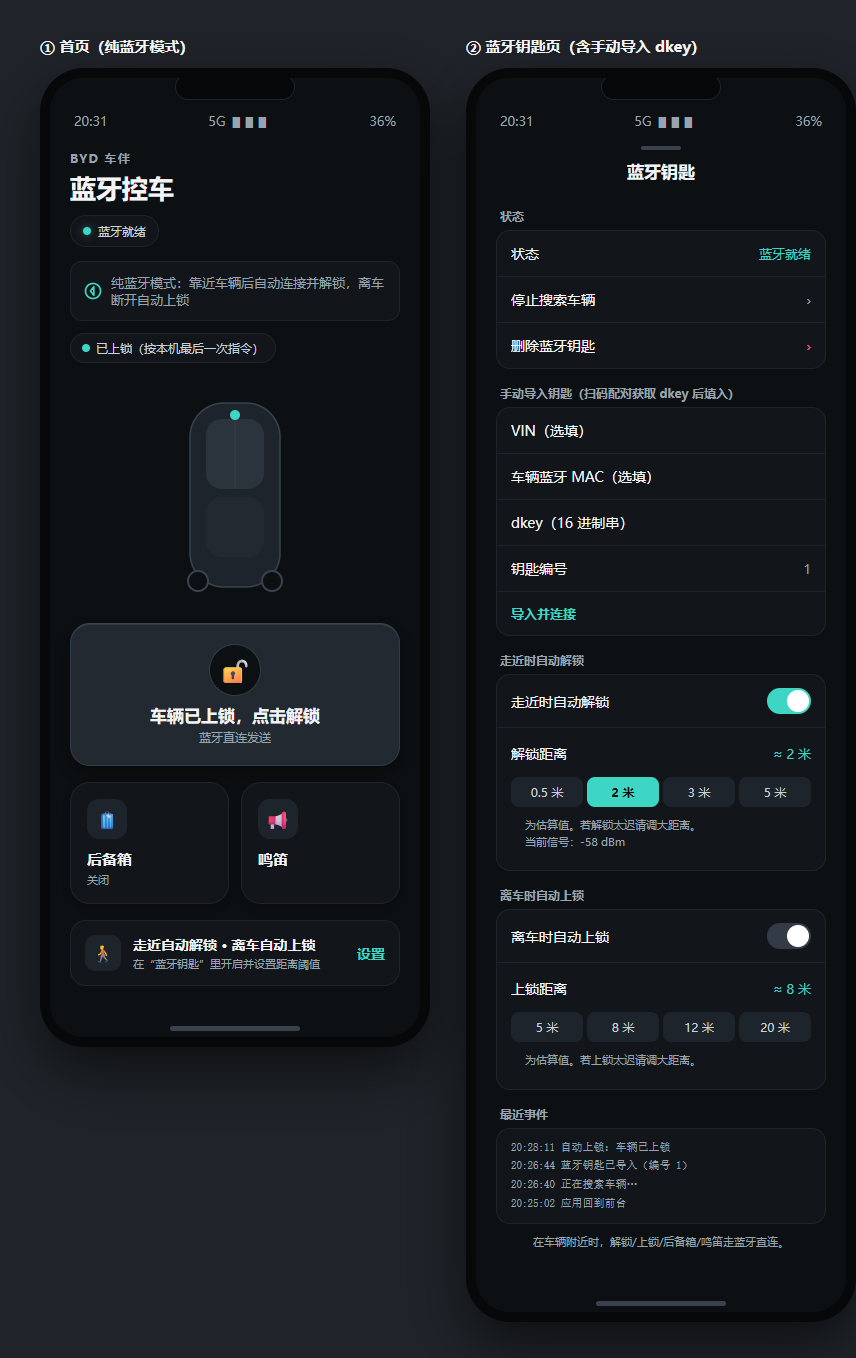 ① 首页（纯蓝牙模式）
20:31
5G
36%
BYD 车伴
蓝牙控车
蓝牙就绪
纯蓝牙模式：靠近车辆后自动连接并解锁，离车
断开自动上锁
已上锁（按本机最后一次指令）
车辆已上锁，点击解锁
蓝牙直连发送
后备箱
关闭
鸣笛
走近自动解锁 • 离车自动上锁
在“蓝牙钥匙”里开启并设置距离阈值
设置
② 蓝牙钥匙页（含手动导入 dkey）
20:31
5G
36%
蓝牙钥匙
状态
状态
蓝牙就绪
停止搜索车辆 ›
删除蓝牙钥匙 ›
手动导入钥匙（扫码配对获取 dkey 后填入）
VIN（选填）
车辆蓝牙 MAC（选填）
dkey（16 进制串）
钥匙编号 1
导入并连接
走近时自动解锁
走近时自动解锁
解锁距离 ≈ 2 米
0.5 米 2 米 3 米 5 米
为估算值。若解锁太迟请调大距离。
当前信号：-58 dBm
离车时自动上锁
离车时自动上锁
上锁距离 ≈ 8 米
5 米 8 米 12 米 20 米
为估算值。若上锁太迟请调大距离。
最近事件
20:28:11 自动上锁：车辆已上锁
20:26:44 蓝牙钥匙已导入（编号 1）
20:26:40 正在搜索车辆…
20:25:02 应用回到前台
在车辆附近时，解锁/上锁/后备箱/鸣笛走蓝牙直连。